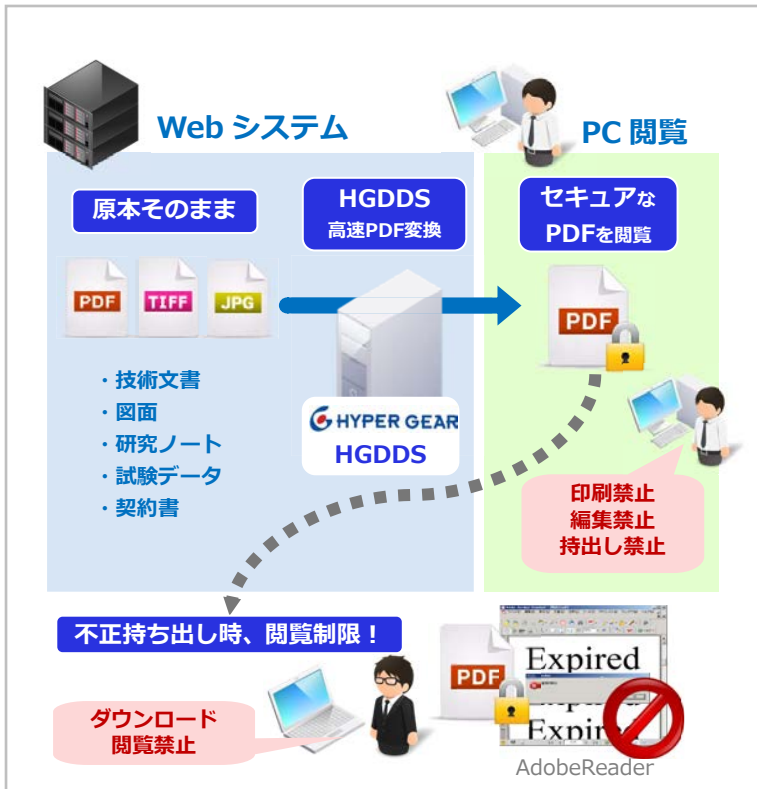 Web システム
PC 閲覧
原本そのまま
HGDDS
高速PDF変換
セキュアな
PDFを閲覧
PDF
TIFF
JPG
PDF
・技術文書
・図面
・研究ノート
・試験データ
・契約書
HYPER GEAR
HGDDS
印刷禁止
編集禁止
持出し禁止
不正持ち出し時、閲覧制限！
ダウンロード
閲覧禁止
PDF
Expired
Expired
AdobeReader